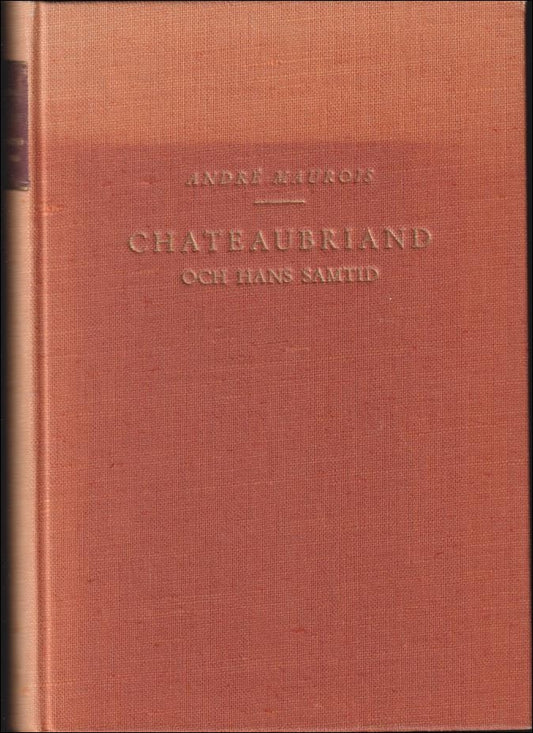 ANDRÉ MAUROIS
CHATEAUBRIAND
OCH HANS SAMTID